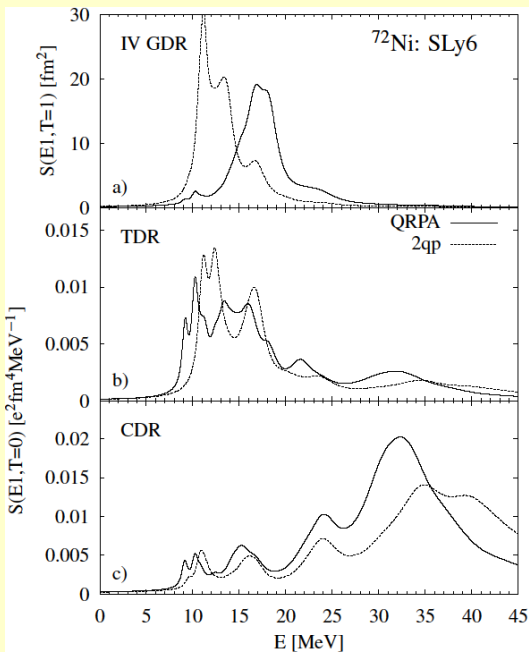 IV GDR
⁷²Ni: SLy6
S(E1,T=1) [fm²]
30
20
10
0
a)
TDR
QRPA
2qp
0.015
0.01
0.005
0
b)
S(E1,T=0) [e²fm⁴MeV⁻¹]
CDR
0.02
0.015
0.01
0.005
0
c)
0 5 10 15 20 25 30 35 40 45
E [MeV]